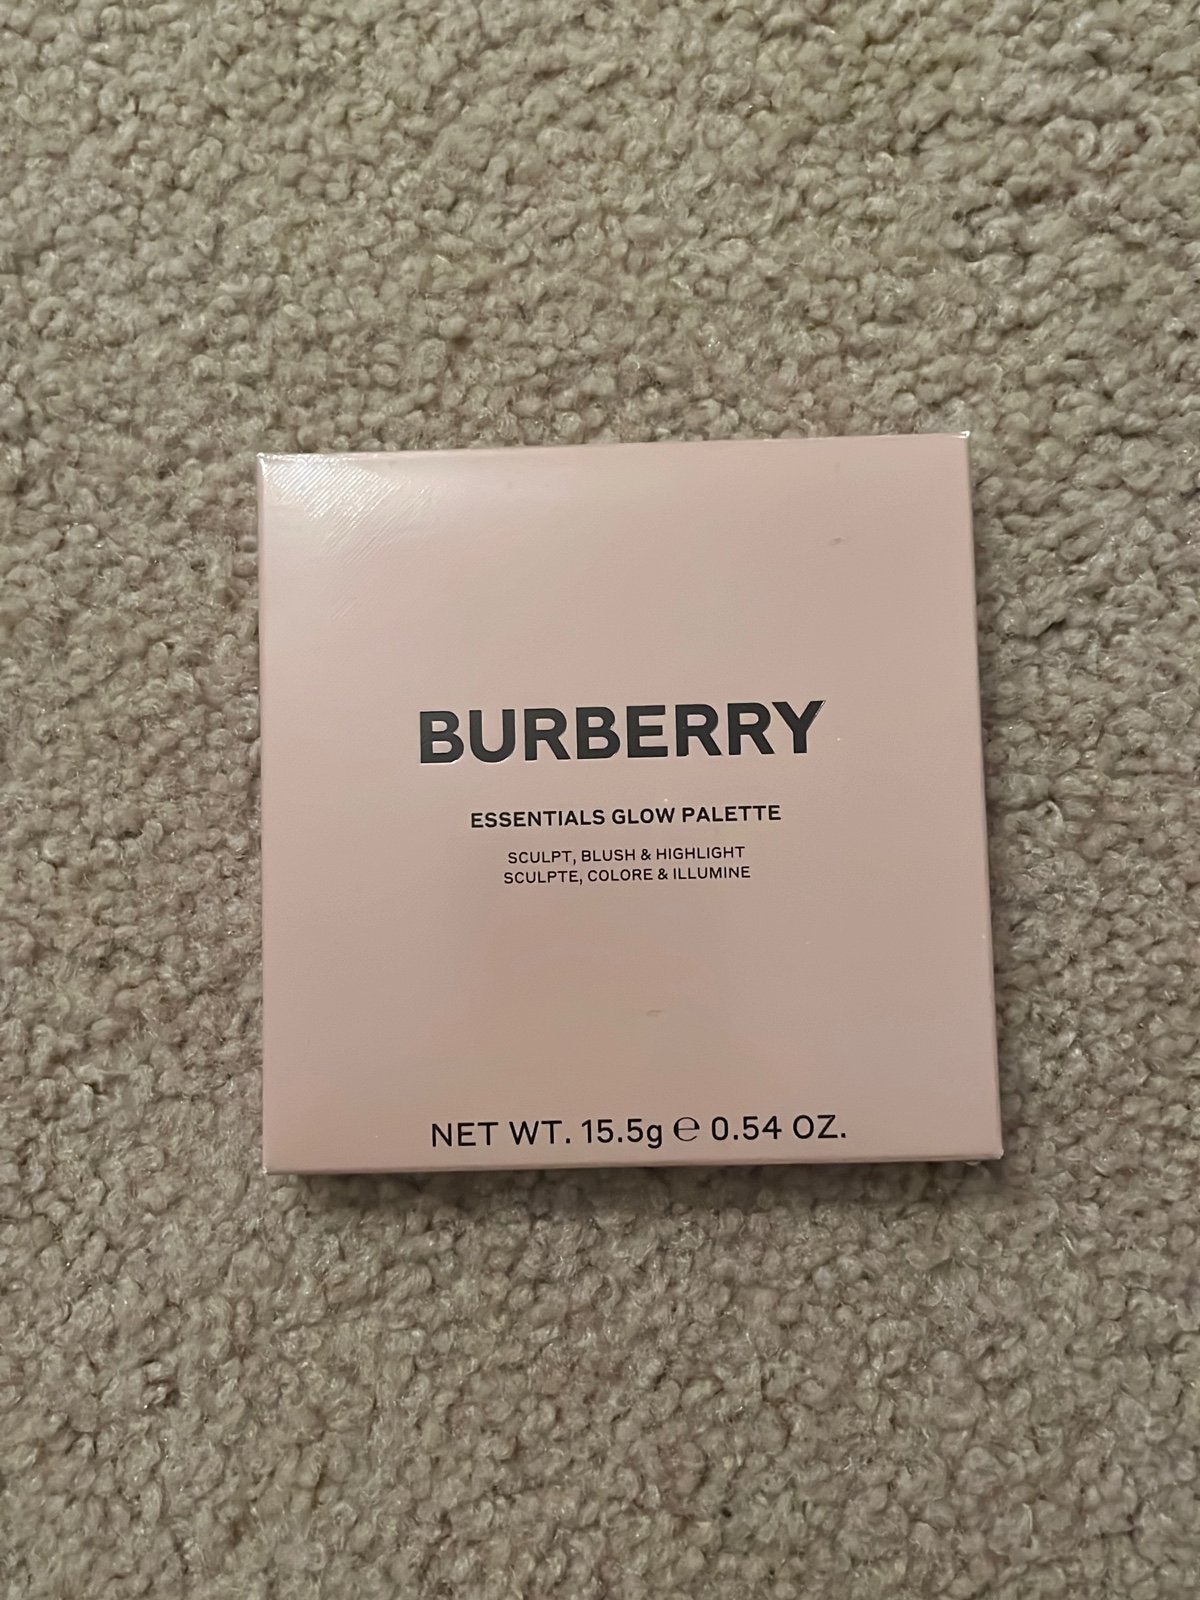 BURBERRY
ESSENTIALS GLOW PALETTE
SCULPT, BLUSH & HIGHLIGHT
SCULPTE, COLORE & ILLUMINE
NET WT. 15.5g ℮ 0.54 OZ.